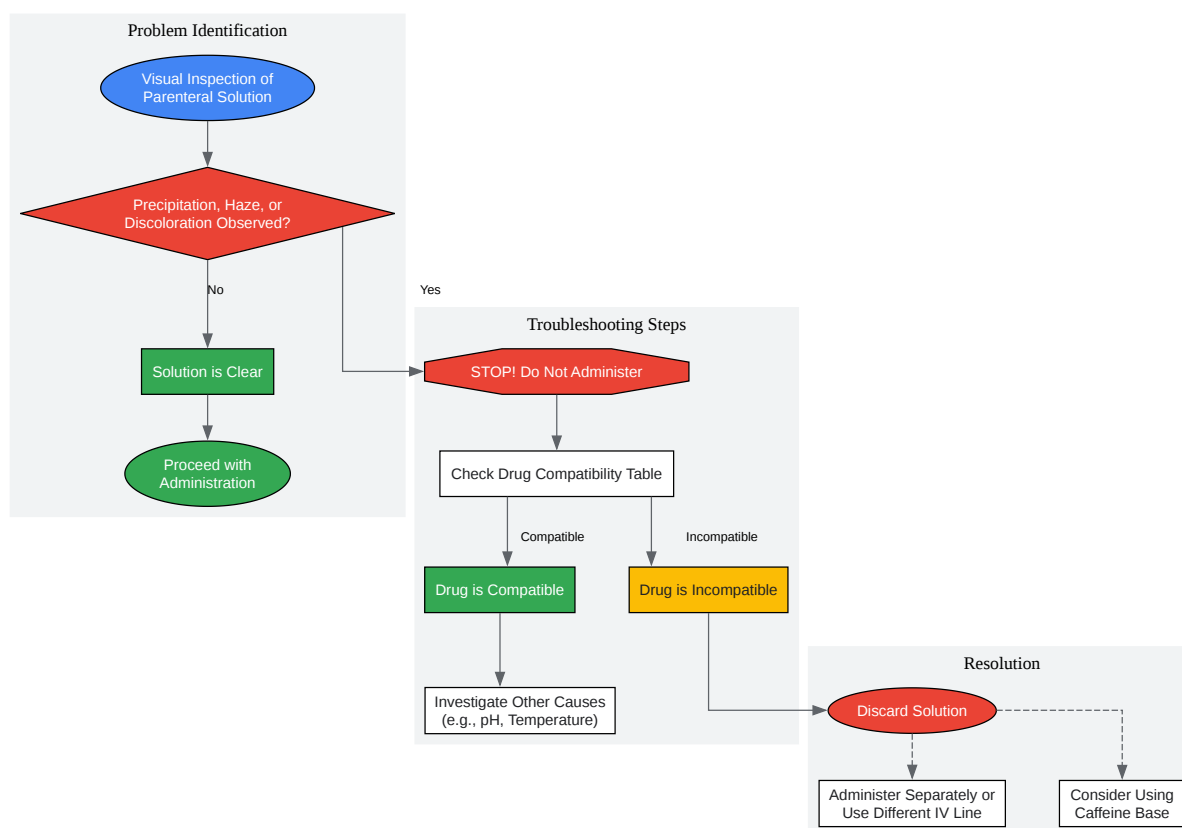 Problem Identification
Visual Inspection of
Parenteral Solution
Precipitation, Haze, or
Discoloration Observed?
No
Yes
Solution is Clear
Proceed with
Administration
Troubleshooting Steps
STOP! Do Not Administer
Check Drug Compatibility Table
Compatible
Incompatible
Drug is Compatible
Drug is Incompatible
Investigate Other Causes
(e.g., pH, Temperature)
Resolution
Discard Solution
Administer Separately or
Use Different IV Line
Consider Using
Caffeine Base